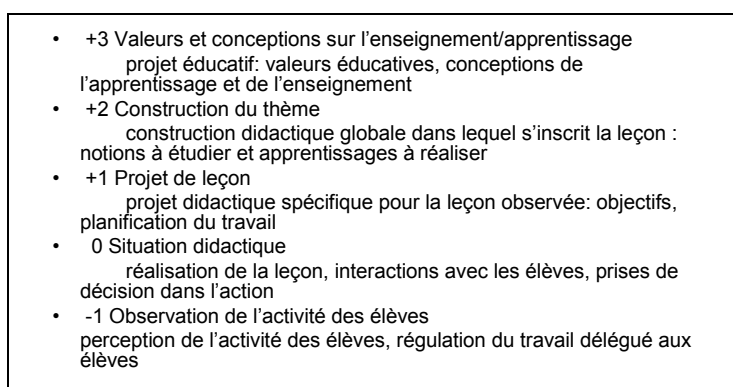 • +3 Valeurs et conceptions sur l'enseignement/apprentissage
projet éducatif: valeurs éducatives, conceptions de
l'apprentissage et de l'enseignement
• +2 Construction du thème
construction didactique globale dans lequel s'inscrit la leçon :
notions à étudier et apprentissages à réaliser
• +1 Projet de leçon
projet didactique spécifique pour la leçon observée: objectifs,
planification du travail
• 0 Situation didactique
réalisation de la leçon, interactions avec les élèves, prises de
décision dans l'action
• -1 Observation de l'activité des élèves
perception de l'activité des élèves, régulation du travail délégué aux
élèves